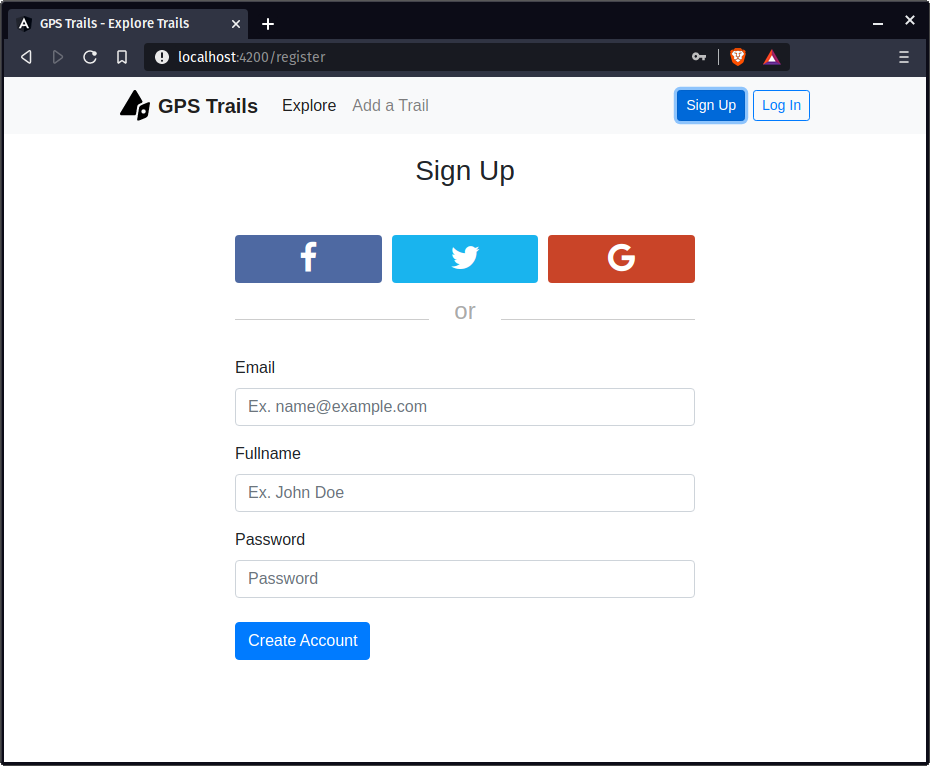 GPS Trails - Explore Trails
localhost:4200/register
GPS Trails Explore Add a Trail Sign Up Log In
Sign Up
or
Email
Ex. name@example.com
Fullname
Ex. John Doe
Password
Password
Create Account